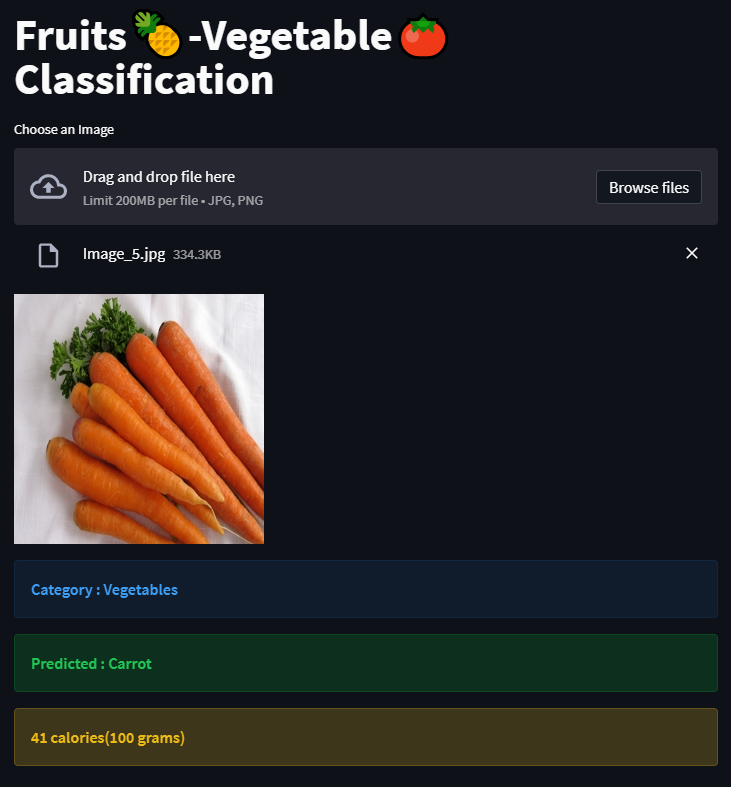 Fruits🍍-Vegetable🍅
Classification
Choose an Image
Drag and drop file here
Limit 200MB per file • JPG, PNG
Browse files
Image_5.jpg 334.3KB
Category : Vegetables
Predicted : Carrot
41 calories(100 grams)